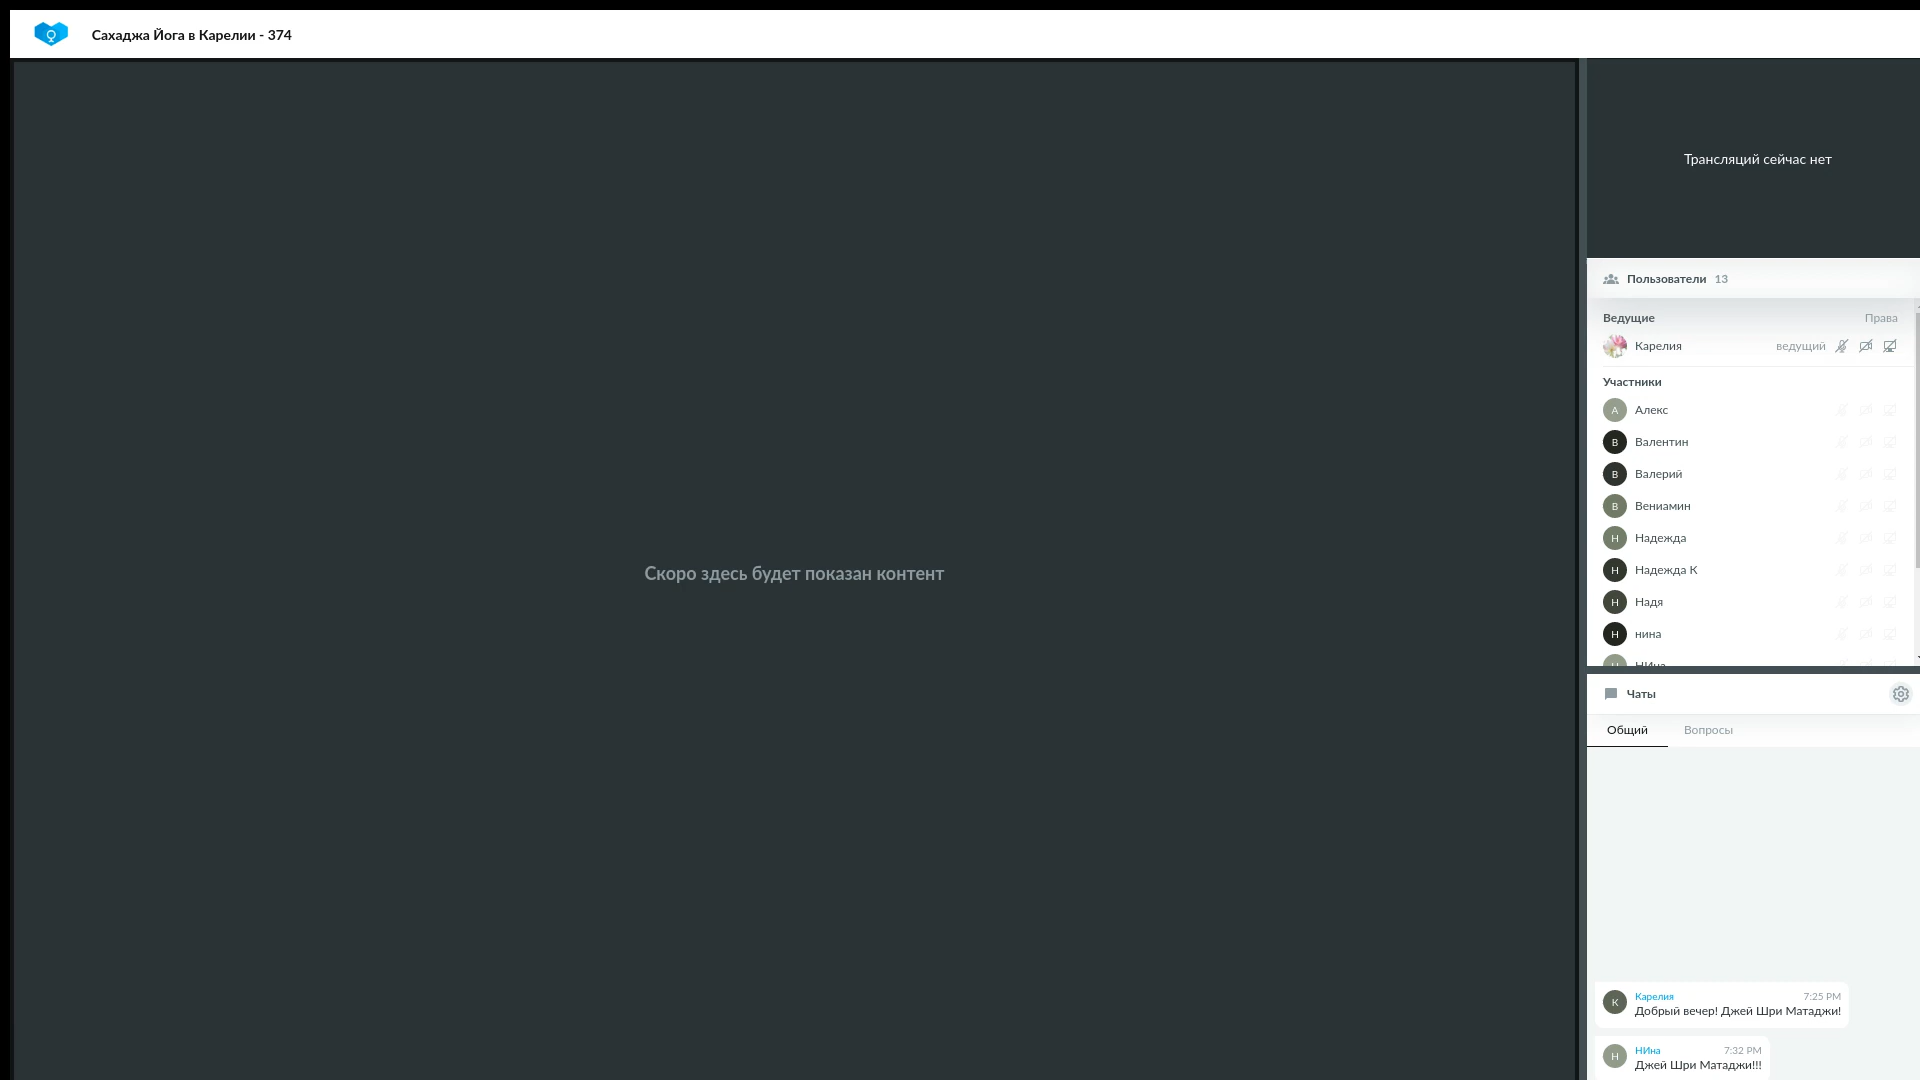 Сахаджа Йога в Карелии - 374
Скоро здесь будет показан контент
Трансляций сейчас нет
Пользователи 13
Ведущие Права
Карелия ведущий
Участники
А Алекс
В Валентин
В Валерий
В Вениамин
Н Надежда
Н Надежда К
Н Надя
Н нина
Н НИна
Чаты
Общий Вопросы
К Карелия 7:25 PM
Добрый вечер! Джей Шри Матаджи!
Н НИна 7:32 PM
Джей Шри Матаджи!!!